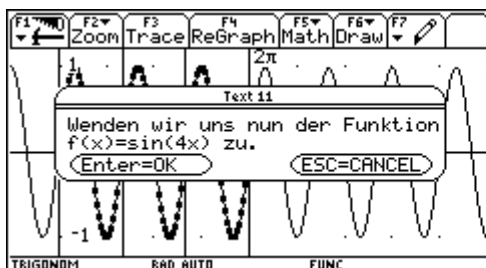 F1 F2 F3 F4 F5 F6 F7
Zoom Trace ReGraph Math Draw
1 2π
Text 11
Wenden wir uns nun der Funktion
f(x)=sin(4x) zu.
Enter=OK ESC=CANCEL
-1
TRIGONOM RAD AUTO FUNC